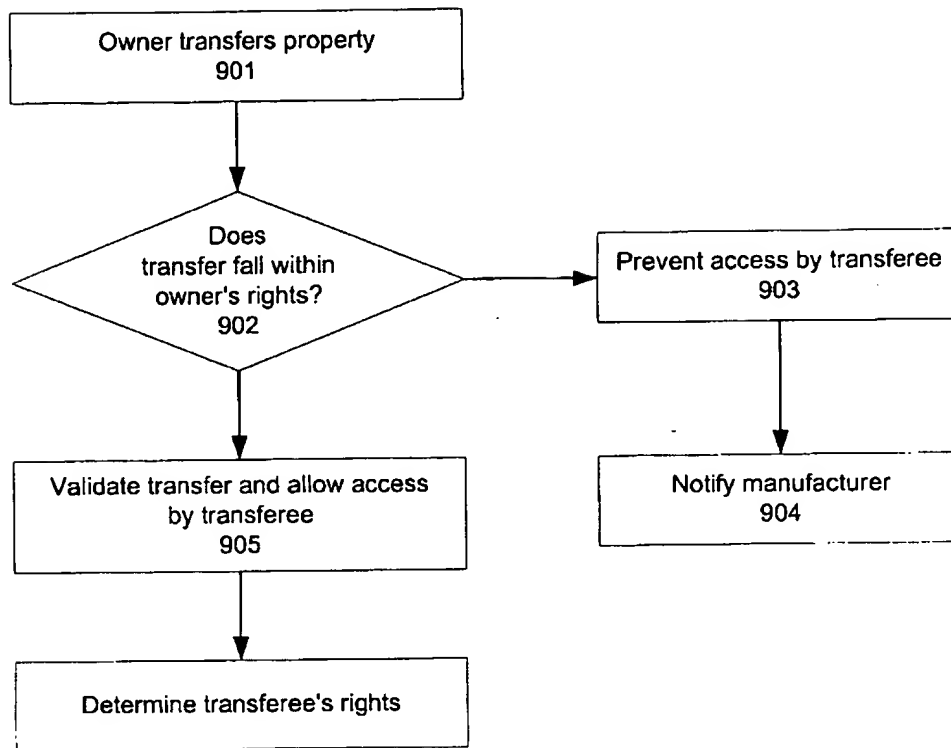 Owner transfers property
901
Does
transfer fall within
owner's rights?
902
Prevent access by transferee
903
Notify manufacturer
904
Validate transfer and allow access
by transferee
905
Determine transferee's rights